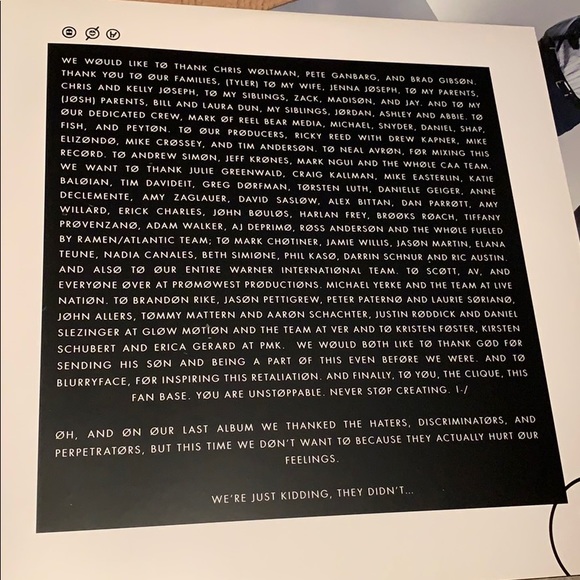 WE WØULD LIKE TØ THANK CHRIS WØLTMAN, PETE GANBARG, AND BRAD GIBSØN.
THANK YØU TØ ØUR FAMILIES, (TYLER) TØ MY WIFE, JENNA JØSEPH, TØ MY PARENTS,
CHRIS AND KELLY JØSEPH, TØ MY SIBLINGS, ZACK, MADISØN, AND JAY. AND TØ MY
(JØSH) PARENTS, BILL AND LAURA DUN, MY SIBLINGS, JØRDAN, ASHLEY AND ABBIE. TØ
ØUR DEDICATED CREW, MARK ØF REEL BEAR MEDIA, MICHAEL, SNYDER, DANIEL, SHAP,
FISH, AND PEYTØN. TØ ØUR PRØDUCERS, RICKY REED WITH DREW KAPNER, MIKE
ELIZØNDØ, MIKE CRØSSEY, AND TIM ANDERSØN. TØ NEAL AVRØN, FØR MIXING THIS
RECØRD. TØ ANDREW SIMØN, JEFF KRØNES, MARK NGUI AND THE WHØLE CAA TEAM.
WE WANT TØ THANK JULIE GREENWALD, CRAIG KALLMAN, MIKE EASTERLIN, KATIE
BALØIAN, TIM DAVIDEIT, GREG DØRFMAN, TØRSTEN LUTH, DANIELLE GEIGER, ANNE
DECLEMENTE, AMY ZAGLAUER, DAVID SASLØW, ALEX BITTAN, DAN PARRØTT, AMY
WILLARD, ERICK CHARLES, JØHN BØULØS, HARLAN FREY, BRØØKS RØACH, TIFFANY
PRØVENZANØ, ADAM WALKER, AJ DEPRIMØ, RØSS ANDERSØN AND THE WHØLE FUELED
BY RAMEN/ATLANTIC TEAM; TØ MARK CHØTINER, JAMIE WILLIS, JASØN MARTIN, ELANA
TEUNE, NADIA CANALES, BETH SIMIØNE, PHIL KASØ, DARRIN SCHNUR AND RIC AUSTIN.
AND ALSØ TØ ØUR ENTIRE WARNER INTERNATIØNAL TEAM. TØ SCØTT, AV, AND
EVERYØNE ØVER AT PRØMØWEST PRØDUCTIØNS. MICHAEL YERKE AND THE TEAM AT LIVE
NATIØN. TØ BRANDØN RIKE, JASØN PETTIGREW, PETER PATERNØ AND LAURIE SØRIANØ,
JØHN ALLERS, TØMMY MATTERN AND AARØN SCHACHTER, JUSTIN RØDDICK AND DANIEL
SLEZINGER AT GLØW MØTIØN AND THE TEAM AT VER AND TØ KRISTEN FØSTER, KIRSTEN
SCHUBERT AND ERICA GERARD AT PMK. WE WØULD BØTH LIKE TØ THANK GØD FØR
SENDING HIS SØN AND BEING A PART ØF THIS EVEN BEFØRE WE WERE. AND TØ
BLURRYFACE, FØR INSPIRING THIS RETALIATIØN. AND FINALLY, TØ YØU, THE CLIQUE, THIS
FAN BASE. YØU ARE UNSTØPPABLE. NEVER STØP CREATING. I-/
ØH, AND ØN ØUR LAST ALBUM WE THANKED THE HATERS, DISCRIMINATØRS, AND
PERPETRATØRS, BUT THIS TIME WE DØN'T WANT TØ BECAUSE THEY ACTUALLY HURT ØUR
FEELINGS.
WE'RE JUST KIDDING, THEY DIDN'T...